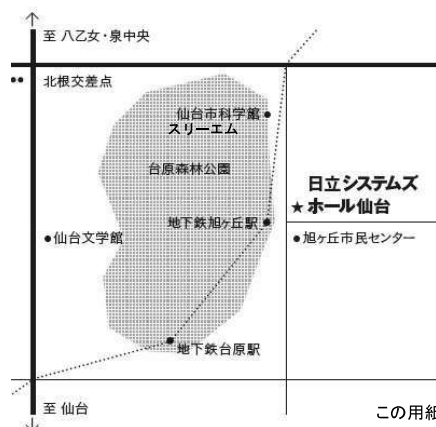 至 八乙女・泉中央
北根交差点
仙台市科学館
スリーエム
台原森林公園
日立システムズ
★ ホール仙台
地下鉄旭ヶ丘駅
仙台文学館
旭ヶ丘市民センター
地下鉄台原駅
至 仙台
この用紙